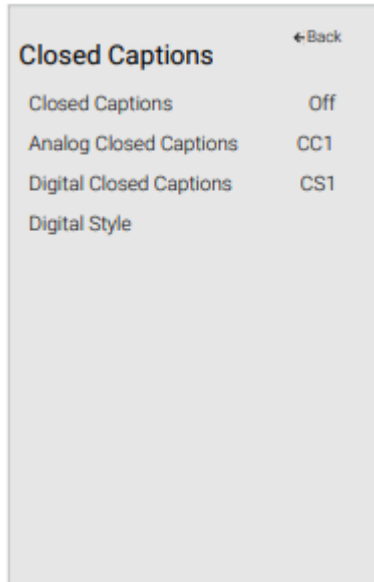 ←Back
Closed Captions
Closed Captions Off
Analog Closed Captions CC1
Digital Closed Captions CS1
Digital Style